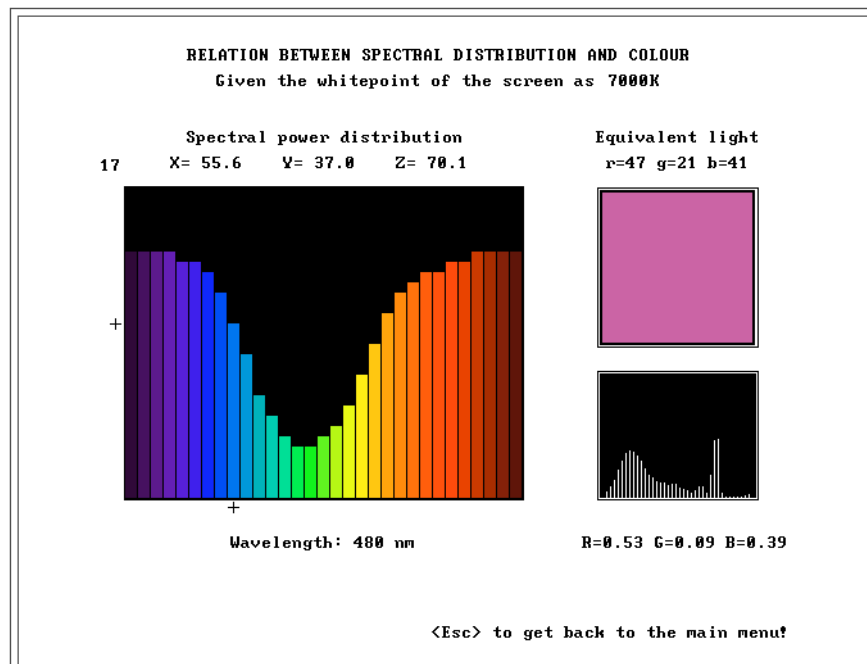 RELATION BETWEEN SPECTRAL DISTRIBUTION AND COLOUR
Given the whitepoint of the screen as 7000K
Spectral power distribution
17 X= 55.6 Y= 37.0 Z= 70.1
Equivalent light
r=47 g=21 b=41
Wavelength: 480 nm
R=0.53 G=0.09 B=0.39
<Esc> to get back to the main menu!